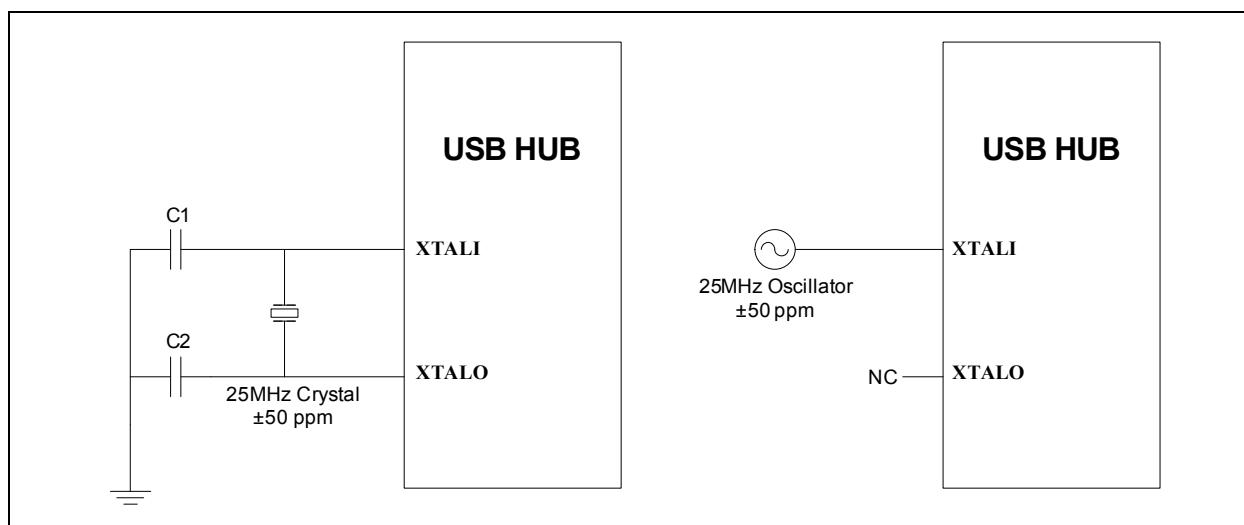 USB HUB
C1
XTALI
C2
XTALO
25MHz Crystal
±50 ppm
USB HUB
XTALI
25MHz Oscillator
±50 ppm
NC
XTALO